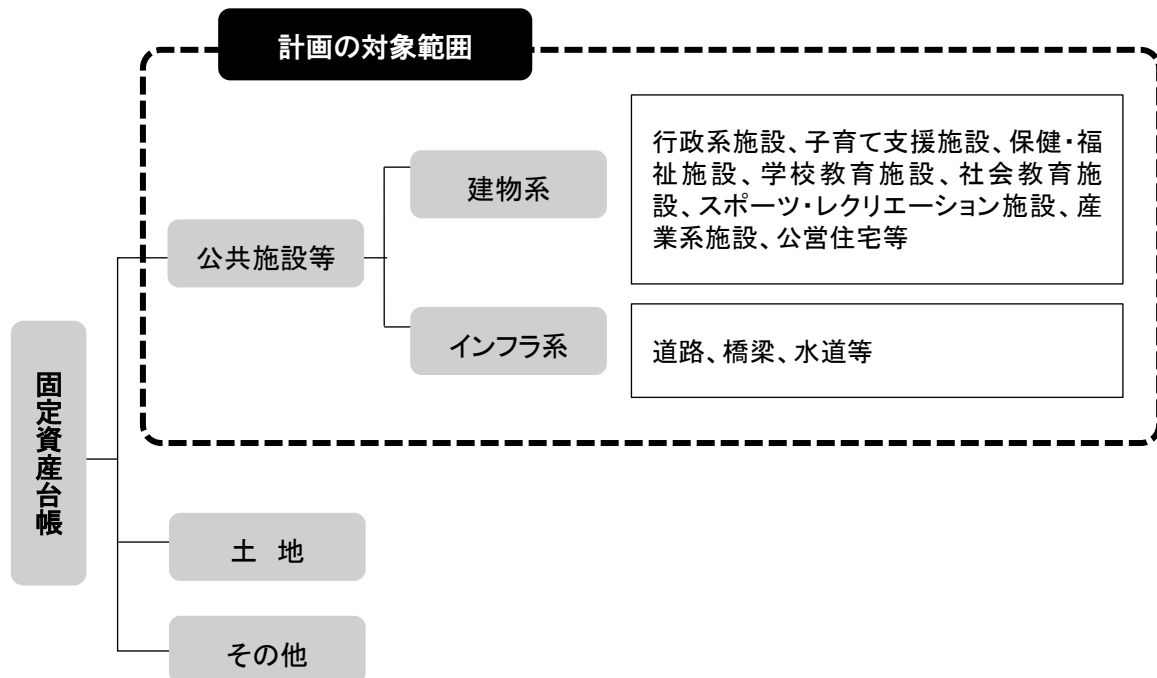 計画の対象範囲
行政系施設、子育て支援施設、保健・福
祉施設、学校教育施設、社会教育施
設、スポーツ・レクリエーション施設、産
業系施設、公営住宅等
建物系
公共施設等
インフラ系
道路、橋梁、水道等
固定資産台帳
土 地
その他